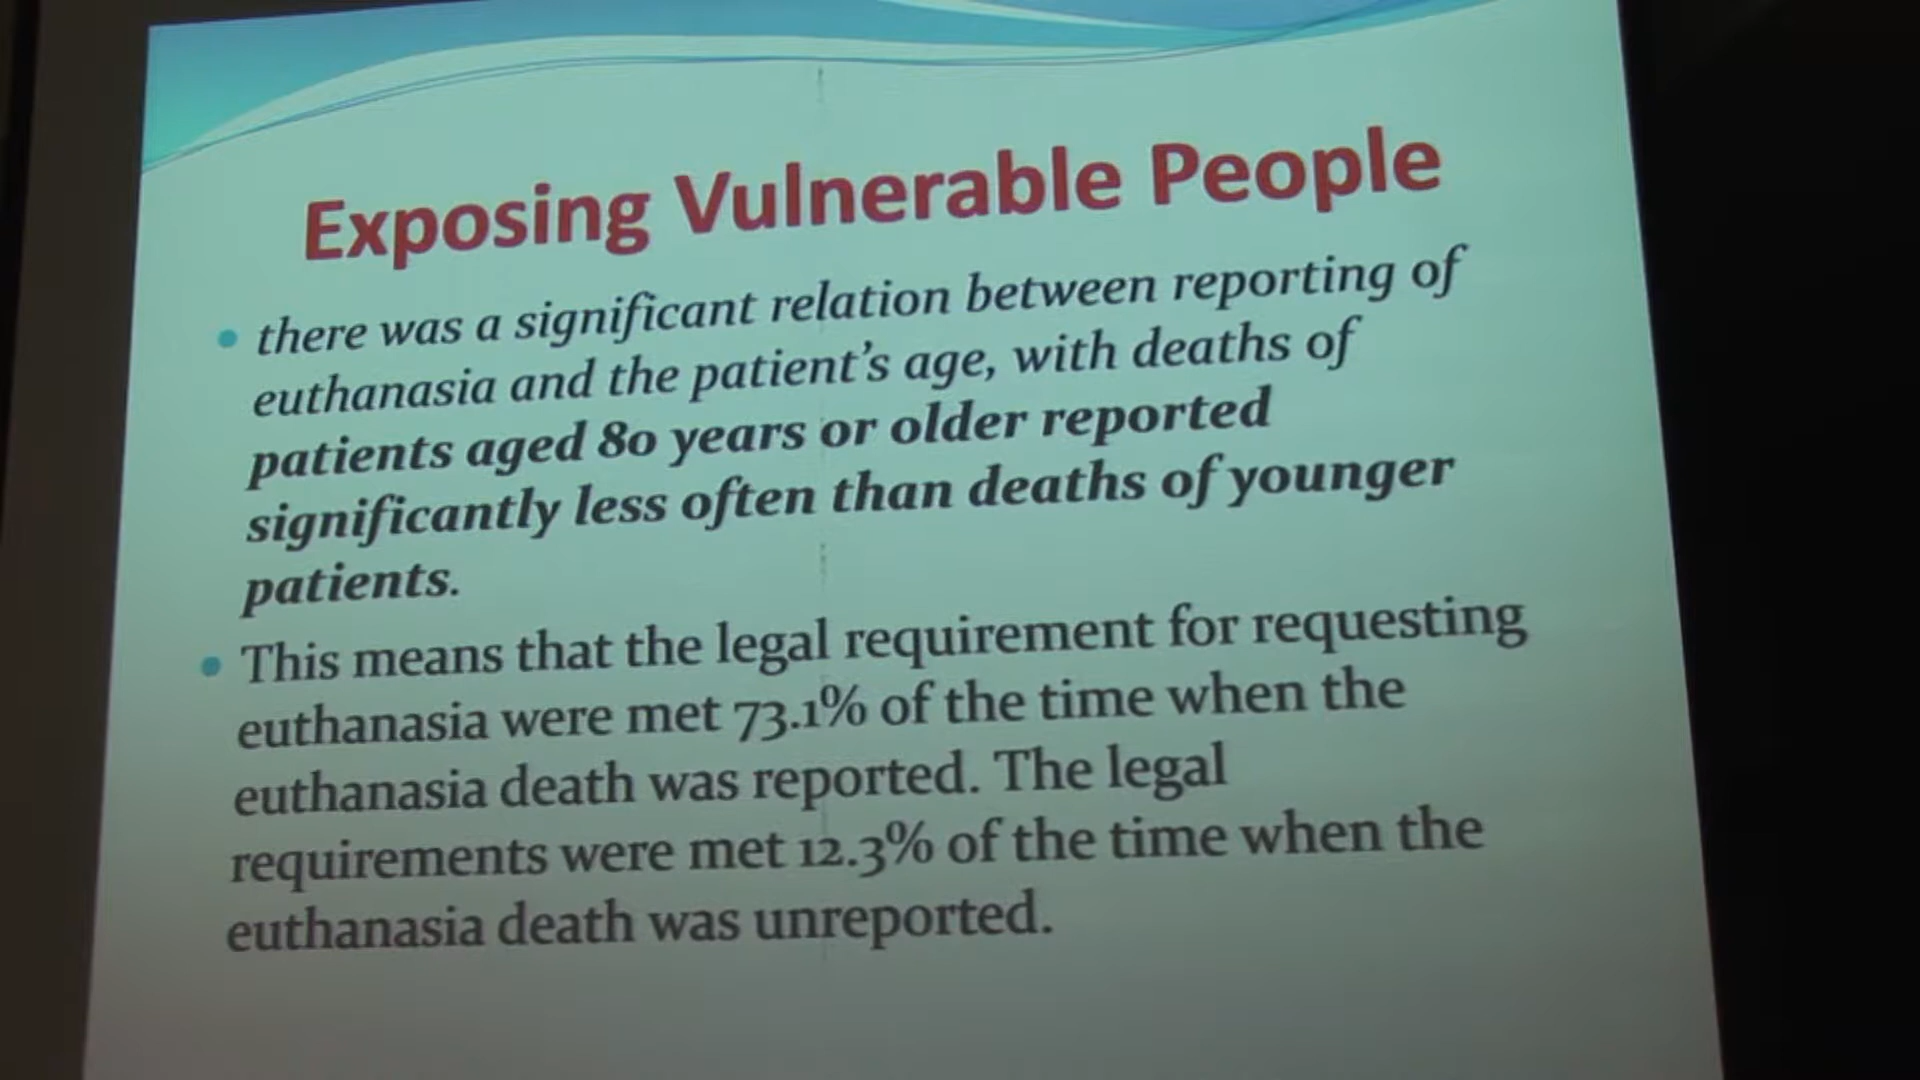 Exposing Vulnerable People
• there was a significant relation between reporting of
euthanasia and the patient's age, with deaths of
patients aged 80 years or older reported
significantly less often than deaths of younger
patients.
• This means that the legal requirement for requesting
euthanasia were met 73.1% of the time when the
euthanasia death was reported. The legal
requirements were met 12.3% of the time when the
euthanasia death was unreported.